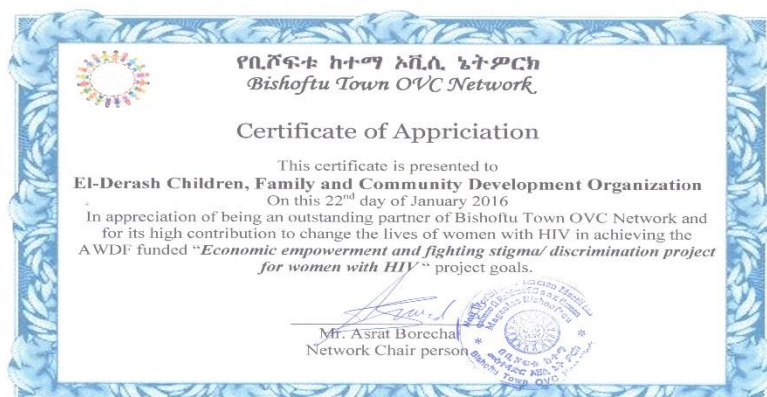 የቢሾፍቱ ከተማ ኦቪሲ ኔትዎርክ
Bishoftu Town OVC Network
Certificate of Appriciation
This certificate is presented to
El-Derash Children, Family and Community Development Organization
On this 22nd day of January 2016
In appreciation of being an outstanding partner of Bishoftu Town OVC Network and
for its high contribution to change the lives of women with HIV in achieving the
AWDF funded “Economic empowerment and fighting stigma/ discrimination project
for women with HIV “ project goals.
Mr. Asrat Borecha
Network Chair person
Bishoftu Town OVC